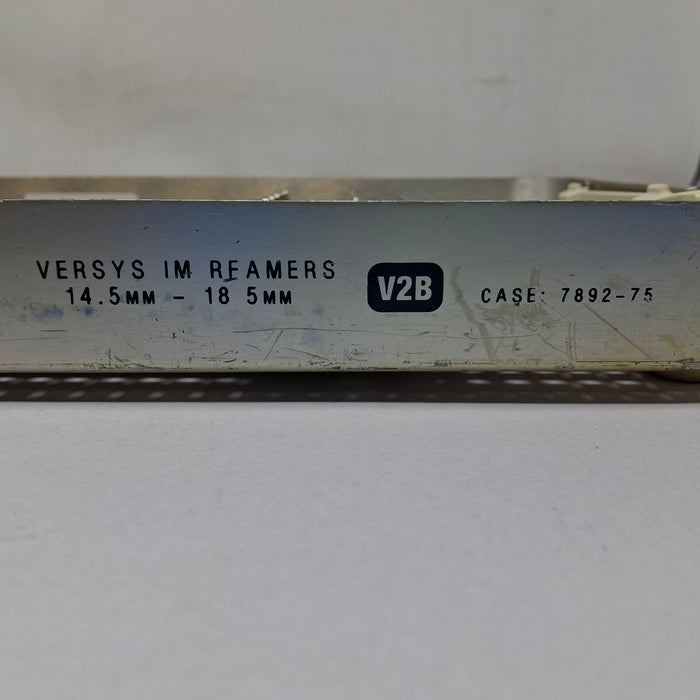 VERSYS IM REAMERS
14.5MM - 18 5MM
V2B
CASE: 7892-75